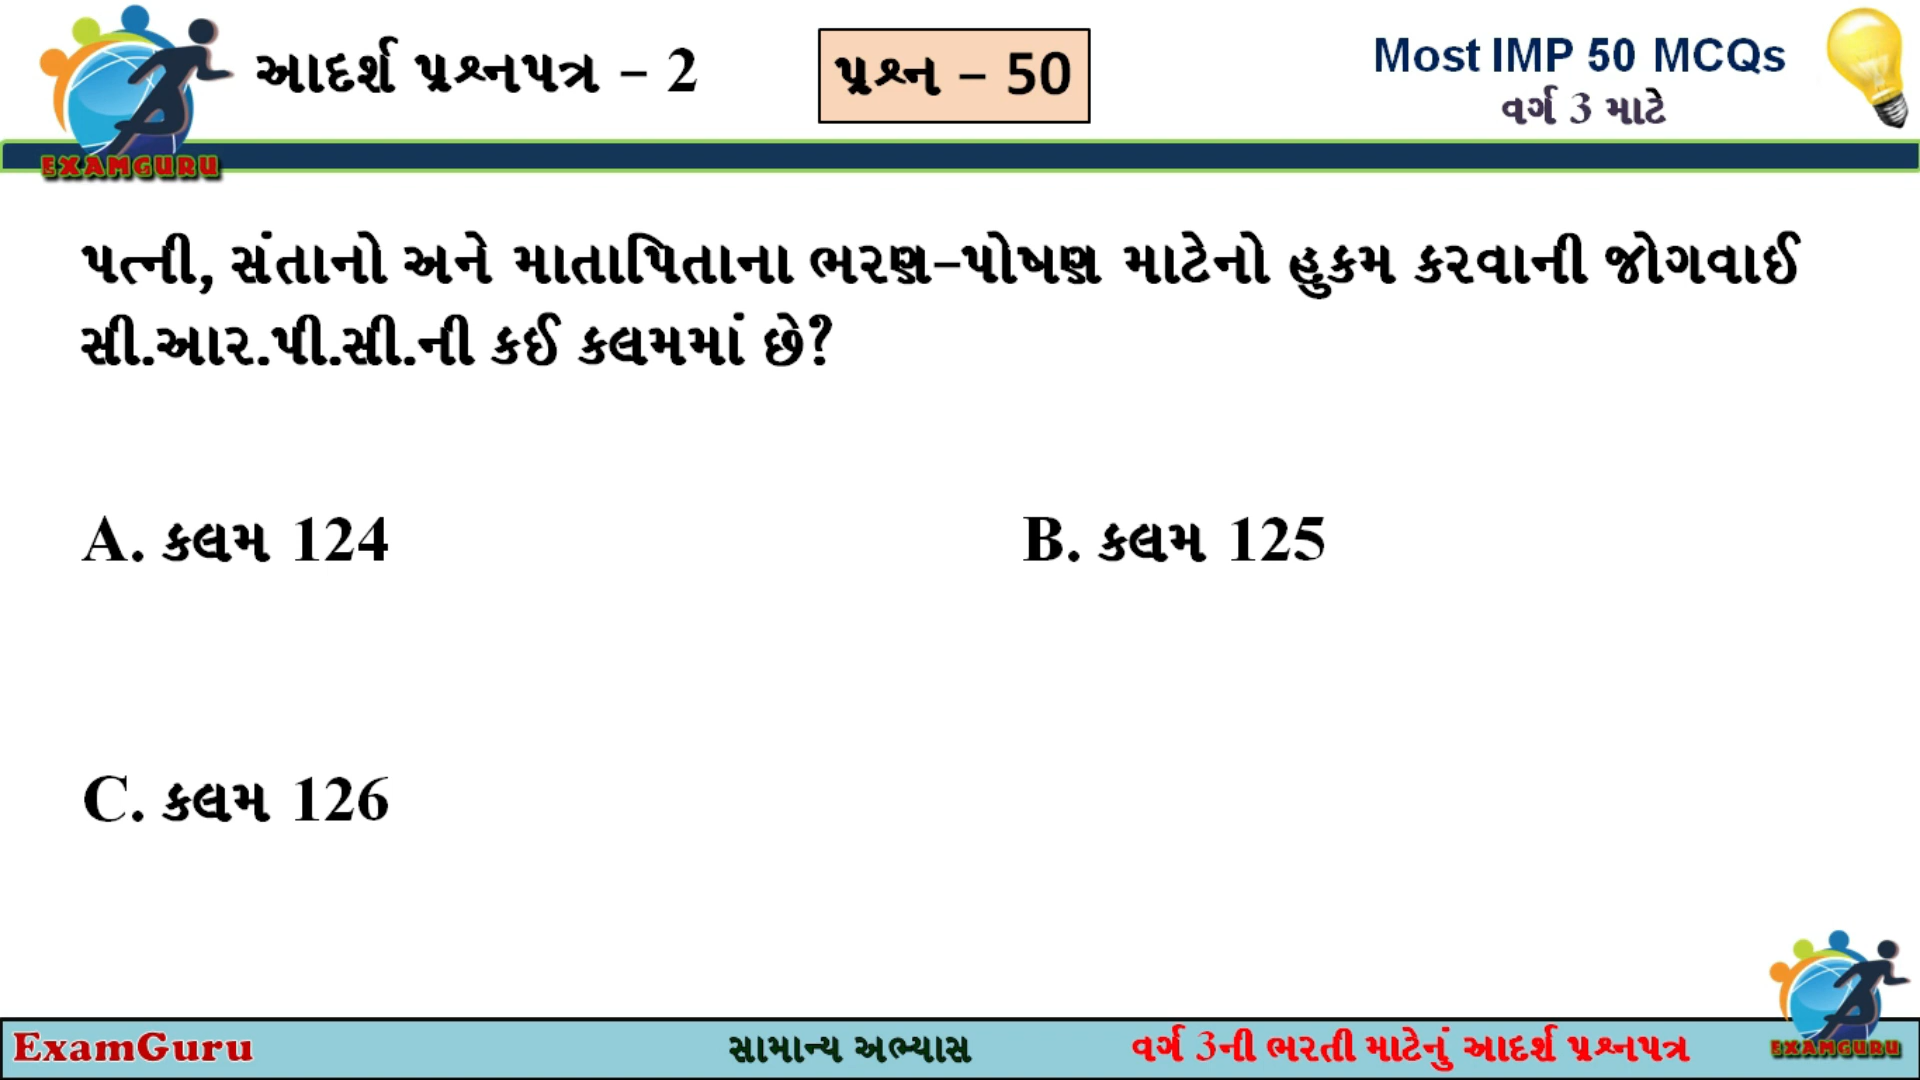 આદર્શ પ્રશ્નપત્ર – 2
પ્રશ્ન – 50
Most IMP 50 MCQs
વર્ગ 3 માટે
EXAMGURU
પત્ની, સંતાનો અને માતાપિતાના ભરણ–પોષણ માટેનો હુકમ કરવાની જોગવાઈ
સી.આર.પી.સી.ની કઈ કલમમાં છે?
A. કલમ 124
B. કલમ 125
C. કલમ 126
ExamGuru
સામાન્ય અભ્યાસ
વર્ગ 3ની ભરતી માટેનું આદર્શ પ્રશ્નપત્ર
EXAMGURU